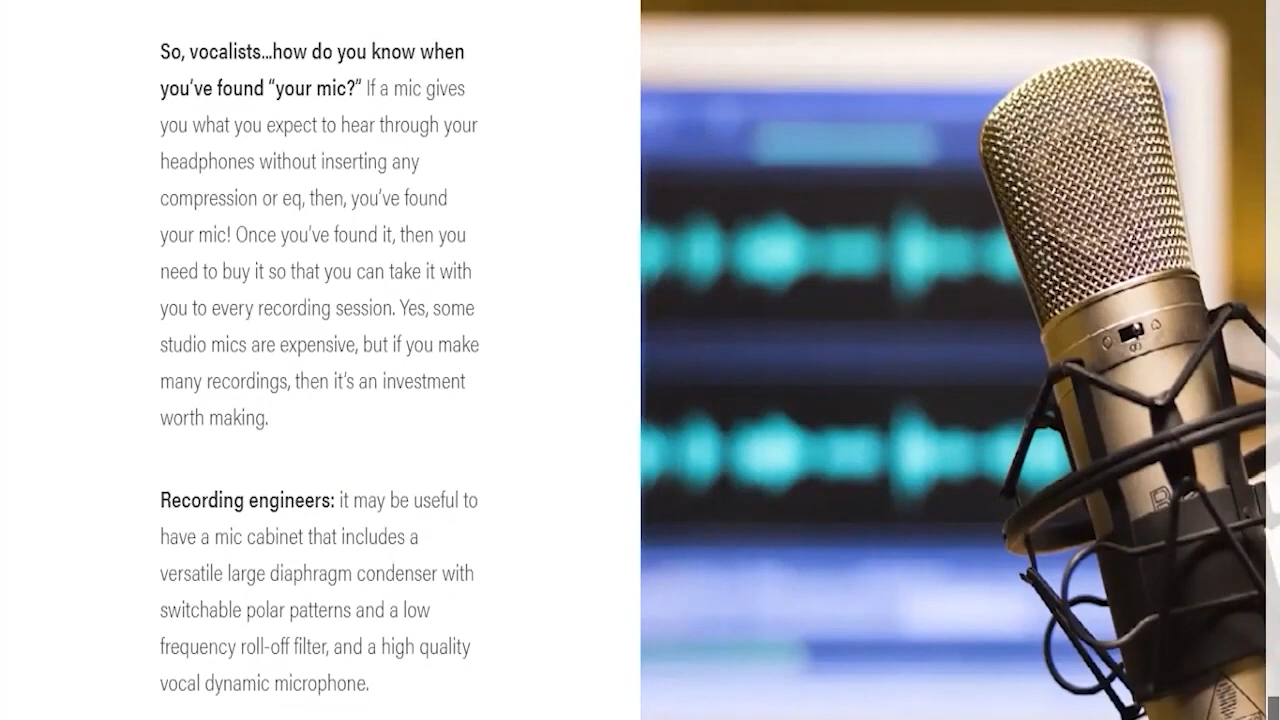 So, vocalists...how do you know when
you've found "your mic?" If a mic gives
you what you expect to hear through your
headphones without inserting any
compression or eq, then, you've found
your mic! Once you've found it, then you
need to buy it so that you can take it with
you to every recording session. Yes, some
studio mics are expensive, but if you make
many recordings, then it's an investment
worth making.
Recording engineers: it may be useful to
have a mic cabinet that includes a
versatile large diaphragm condenser with
switchable polar patterns and a low
frequency roll-off filter, and a high quality
vocal dynamic microphone.